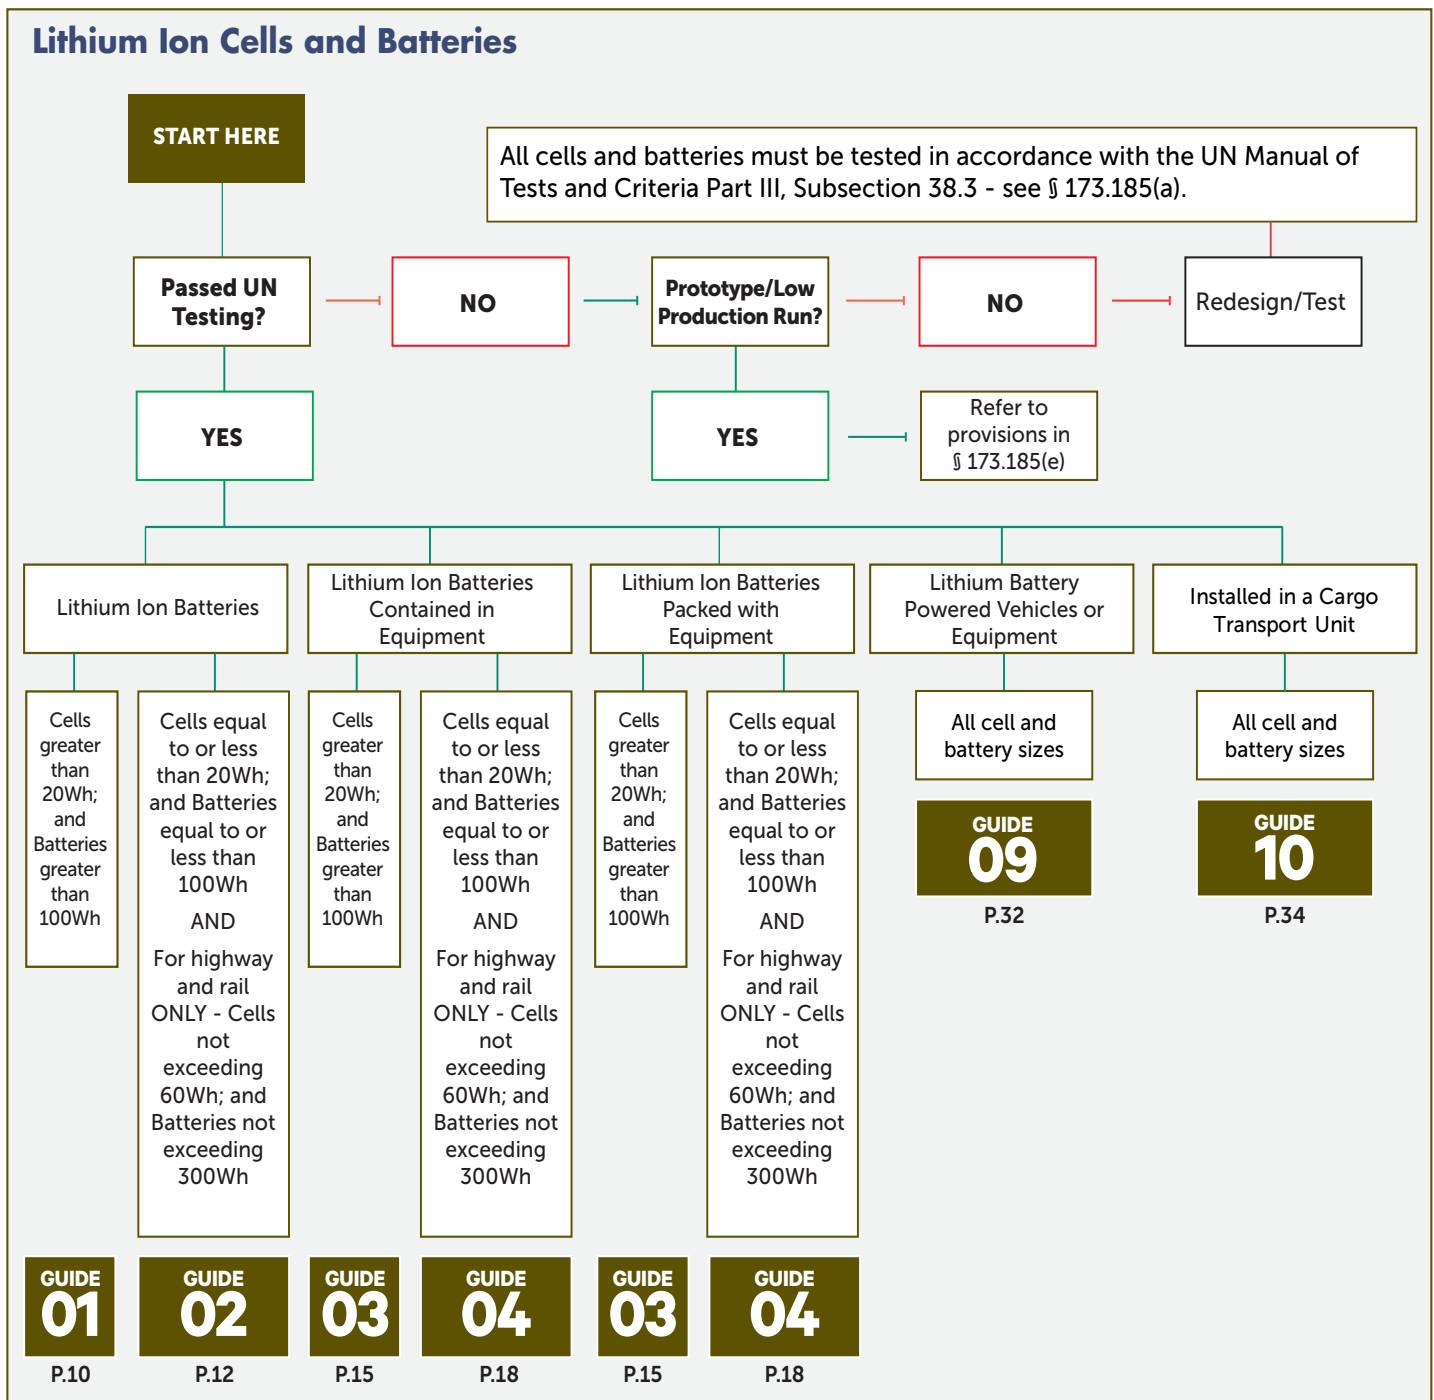 Lithium Ion Cells and Batteries
START HERE
All cells and batteries must be tested in accordance with the UN Manual of
Tests and Criteria Part III, Subsection 38.3 - see § 173.185(a).
Passed UN
Testing?
NO
Prototype/Low
Production Run?
NO
Redesign/Test
YES
YES
Refer to
provisions in
§ 173.185(e)
Lithium Ion Batteries
Lithium Ion Batteries
Contained in
Equipment
Lithium Ion Batteries
Packed with
Equipment
Lithium Battery
Powered Vehicles or
Equipment
Installed in a Cargo
Transport Unit
Cells
greater
than
20Wh;
and
Batteries
greater
than
100Wh
Cells equal
to or less
than 20Wh;
and Batteries
equal to or
less than
100Wh
AND
For highway
and rail
ONLY - Cells
not
exceeding
60Wh; and
Batteries not
exceeding
300Wh
Cells
greater
than
20Wh;
and
Batteries
greater
than
100Wh
Cells equal
to or less
than 20Wh;
and Batteries
equal to or
less than
100Wh
AND
For highway
and rail
ONLY - Cells
not
exceeding
60Wh; and
Batteries not
exceeding
300Wh
Cells
greater
than
20Wh;
and
Batteries
greater
than
100Wh
Cells equal
to or less
than 20Wh;
and Batteries
equal to or
less than
100Wh
AND
For highway
and rail
ONLY - Cells
not
exceeding
60Wh; and
Batteries not
exceeding
300Wh
All cell and
battery sizes
GUIDE
09
P.32
All cell and
battery sizes
GUIDE
10
P.34
GUIDE
01
P.10
GUIDE
02
P.12
GUIDE
03
P.15
GUIDE
04
P.18
GUIDE
03
P.15
GUIDE
04
P.18